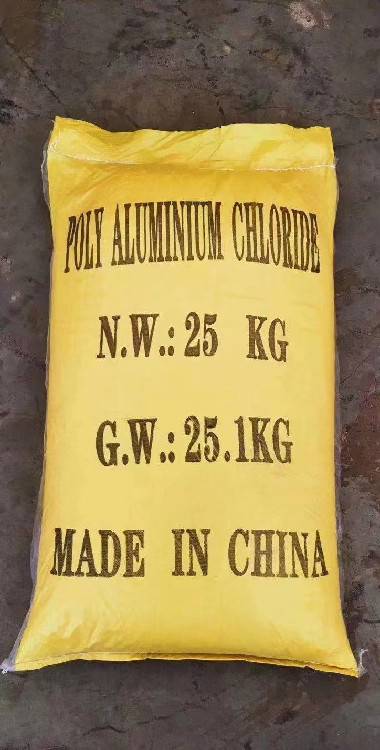 POLY ALUMINIUM CHLORIDE
N.W.: 25 KG
G.W.: 25.1KG
MADE IN CHINA